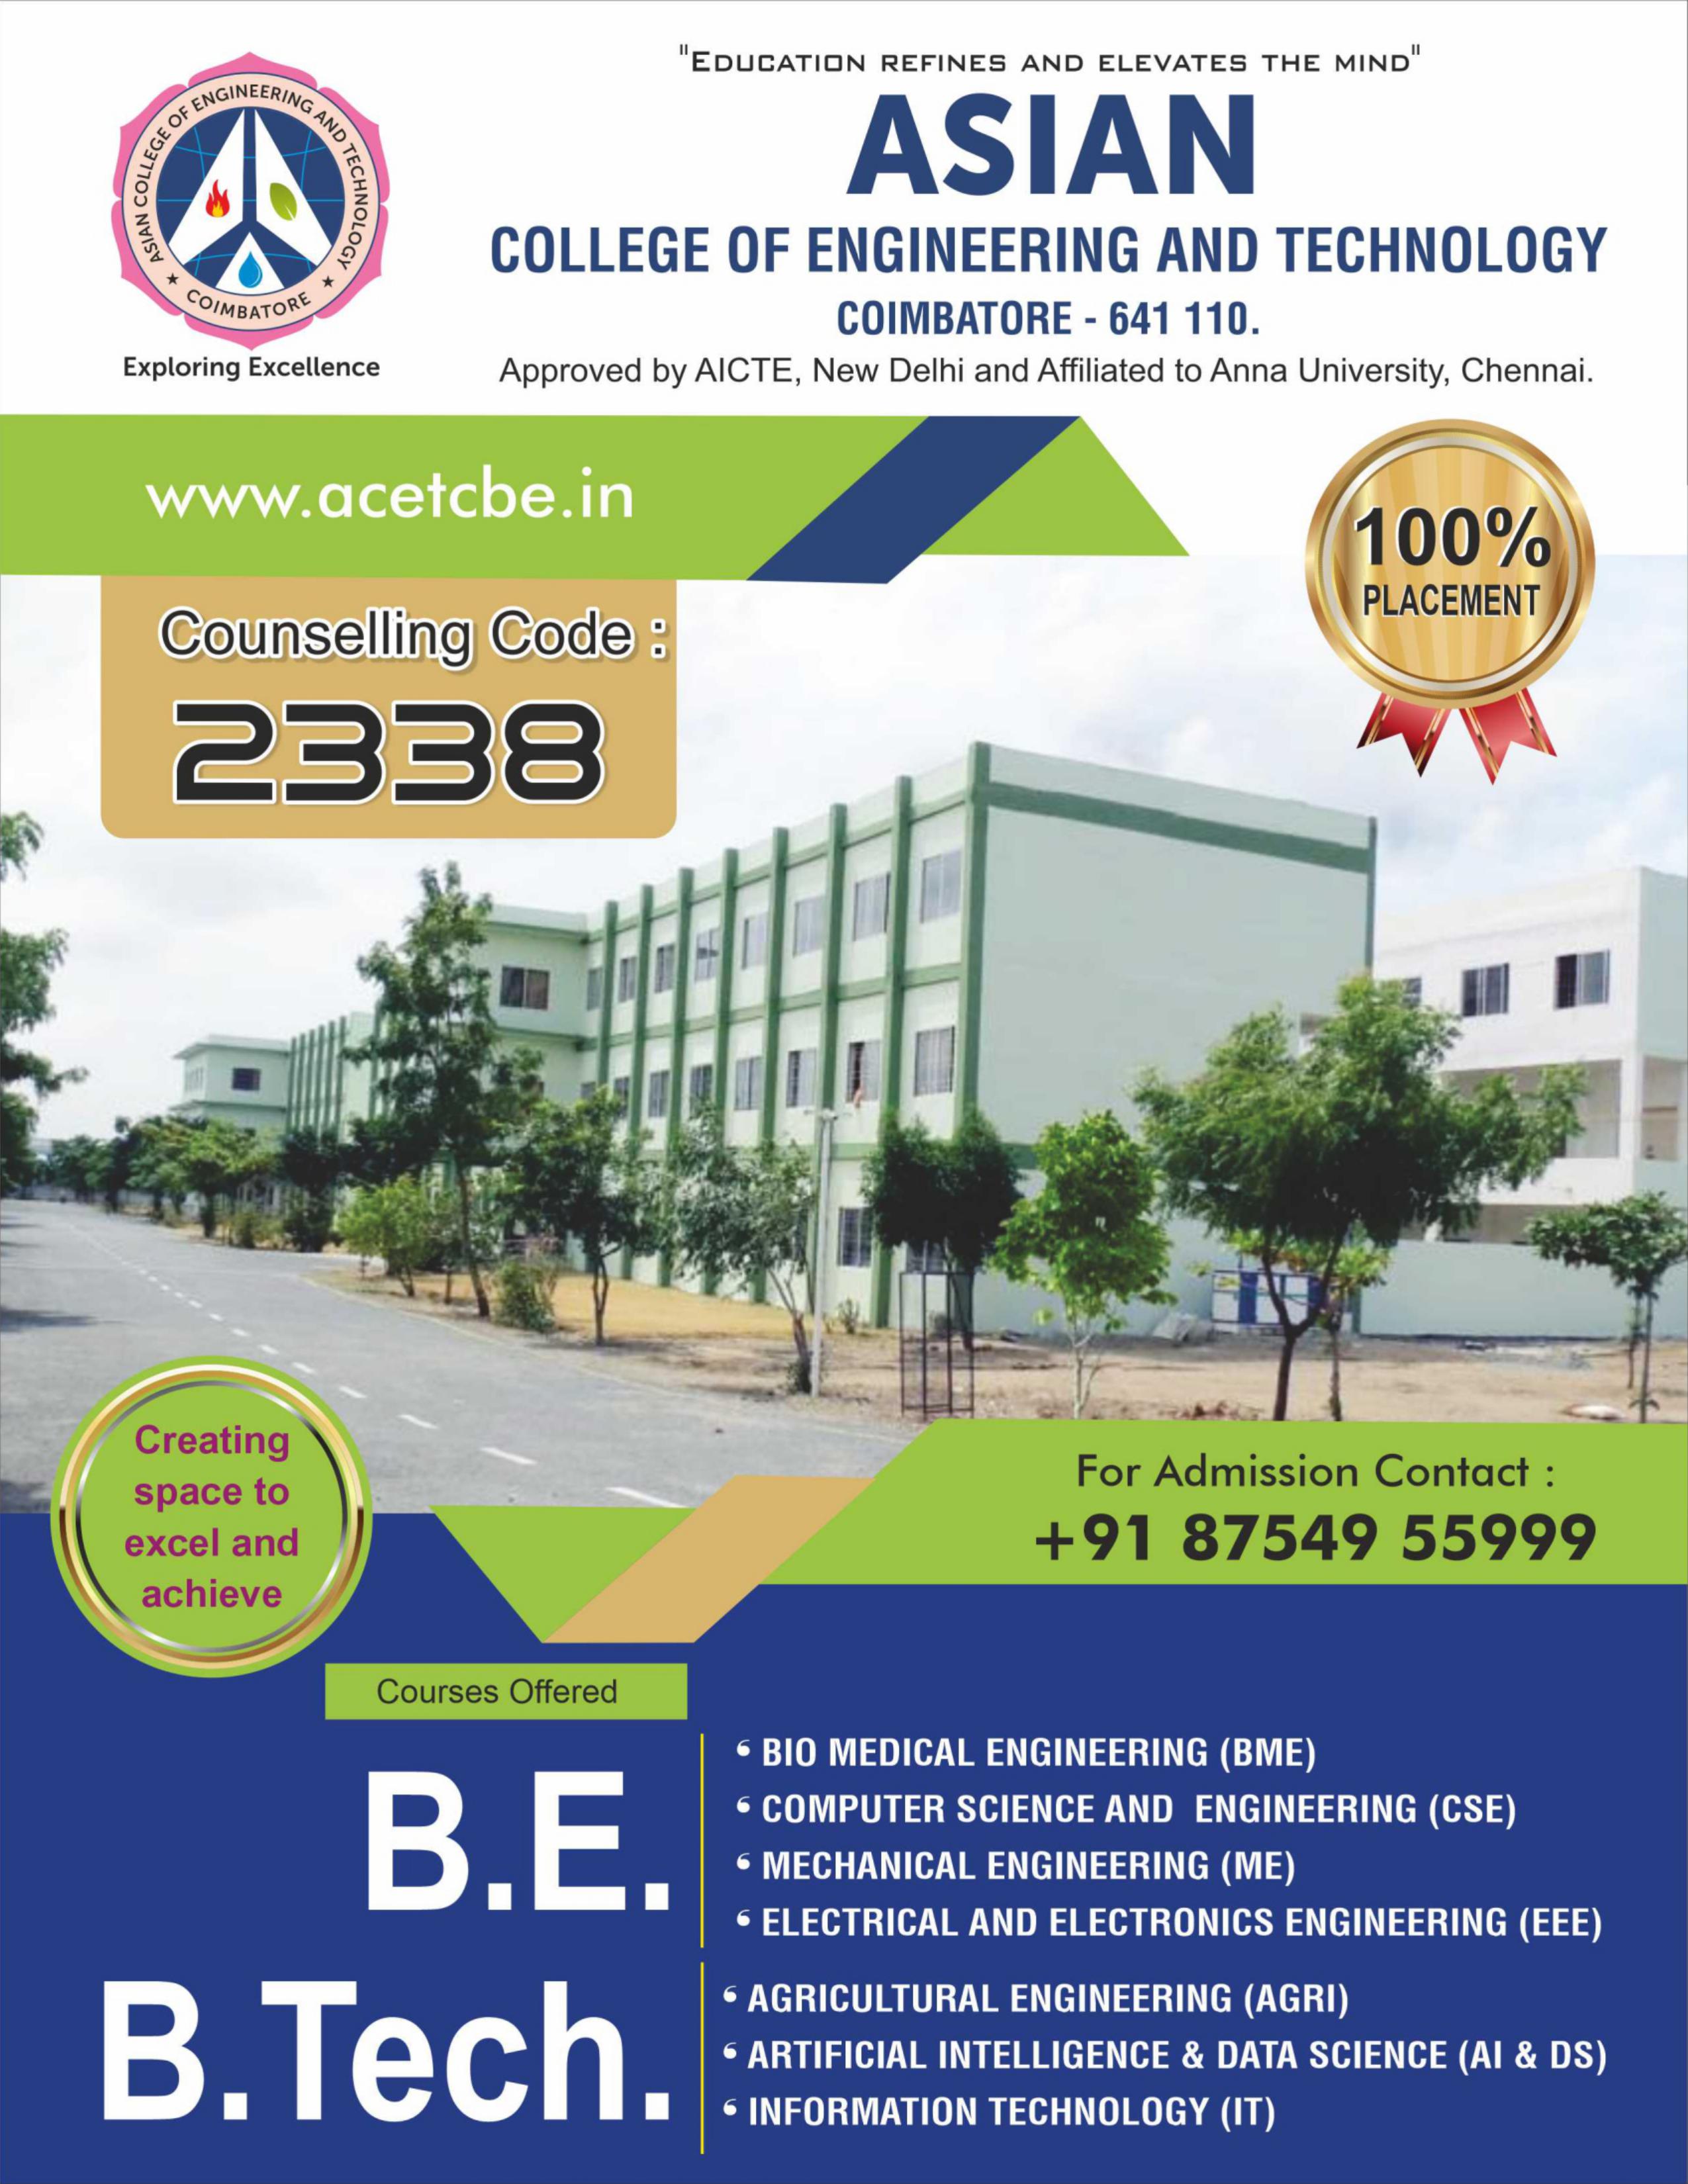 "EDUCATION REFINES AND ELEVATES THE MIND"
ASIAN COLLEGE OF ENGINEERING AND TECHNOLOGY
★ COIMBATORE ★
Exploring Excellence
ASIAN
COLLEGE OF ENGINEERING AND TECHNOLOGY
COIMBATORE - 641 110.
Approved by AICTE, New Delhi and Affiliated to Anna University, Chennai.
www.acetcbe.in
100%
PLACEMENT
Counselling Code :
2338
Creating
space to
excel and
achieve
For Admission Contact :
+91 87549 55999
Courses Offered
B.E.
‘ BIO MEDICAL ENGINEERING (BME)
‘ COMPUTER SCIENCE AND ENGINEERING (CSE)
‘ MECHANICAL ENGINEERING (ME)
‘ ELECTRICAL AND ELECTRONICS ENGINEERING (EEE)
B.Tech.
‘ AGRICULTURAL ENGINEERING (AGRI)
‘ ARTIFICIAL INTELLIGENCE & DATA SCIENCE (AI & DS)
‘ INFORMATION TECHNOLOGY (IT)